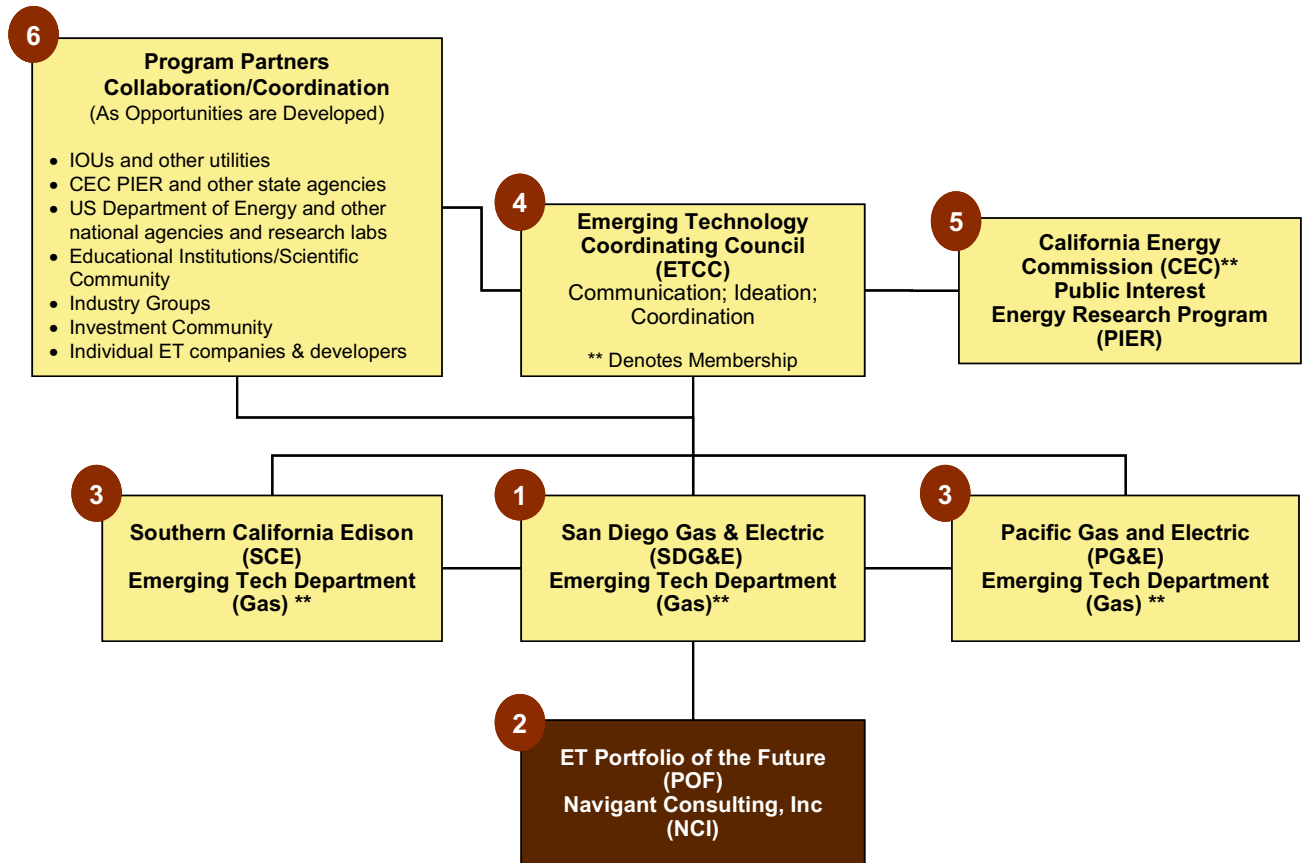 6
Program Partners
Collaboration/Coordination
(As Opportunities are Developed)
• IOUs and other utilities
• CEC PIER and other state agencies
• US Department of Energy and other
national agencies and research labs
• Educational Institutions/Scientific
Community
• Industry Groups
• Investment Community
• Individual ET companies & developers
4
Emerging Technology
Coordinating Council
(ETCC)
Communication; Ideation;
Coordination
** Denotes Membership
5
California Energy
Commission (CEC)**
Public Interest
Energy Research Program
(PIER)
3
Southern California Edison
(SCE)
Emerging Tech Department
(Gas) **
1
San Diego Gas & Electric
(SDG&E)
Emerging Tech Department
(Gas)**
3
Pacific Gas and Electric
(PG&E)
Emerging Tech Department
(Gas) **
2
ET Portfolio of the Future
(POF)
Navigant Consulting, Inc
(NCI)